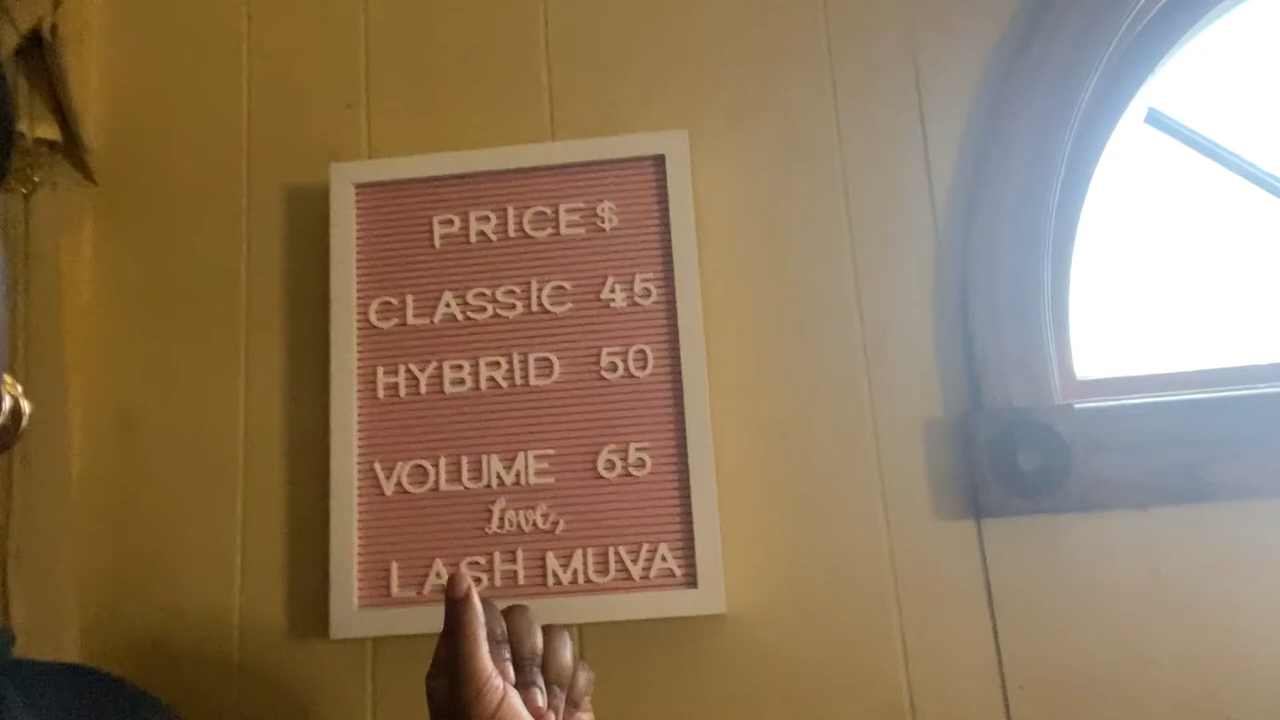 PRICE$
CLASSIC 45
HYBRID 50
VOLUME 65
Love,
LASH MUVA